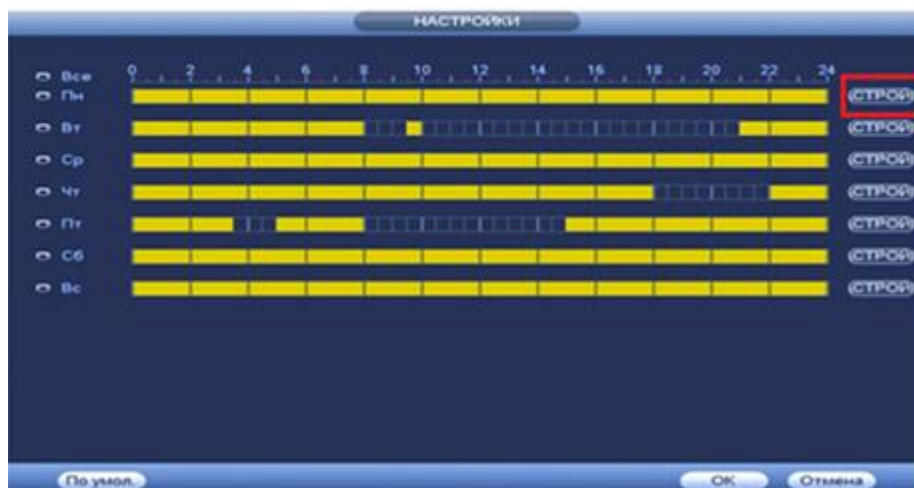 НАСТРОЙКИ
Все 0 2 4 6 8 10 12 14 16 18 20 22 24
Пн (СТРОЙ)
Вт (СТРОЙ)
Ср (СТРОЙ)
Чт (СТРОЙ)
Пт (СТРОЙ)
Сб (СТРОЙ)
Вс (СТРОЙ)
По умол. OK Отмена